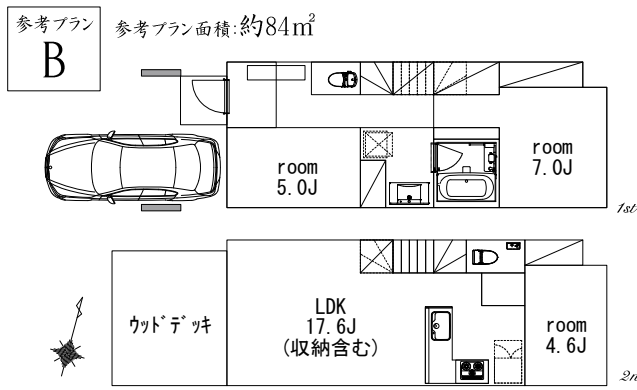 参考プラン
B
参考プラン面積:約84㎡
room
5.0J
room
7.0J
1st
ウッドデッキ
LDK
17.6J
(収納含む)
room
4.6J
2n